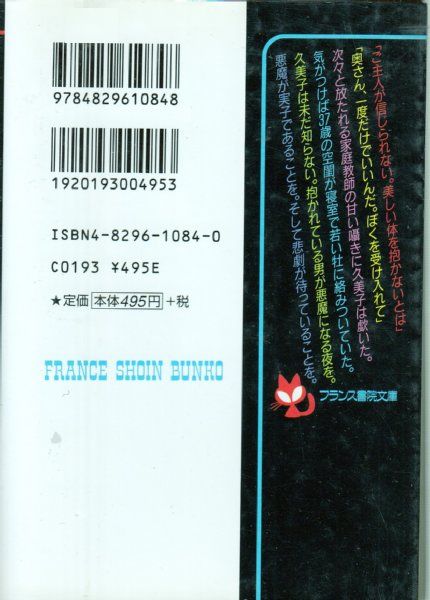 9784829610848
1920193004953
ISBN4-8296-1084-0
C0193 ¥495E
★定価 本体495円 +税
FRANCE SHOIN BUNKO
「ご主人が信じられない。美しい体を抱かないとは」
「奥さん、一度だけでいいんだ。ぼくを受け入れて」
次々と放たれる家庭教師の甘い囁きに久美子は歔いた。
気がつけば37歳の空閨が寝室で若い牡に絡みついていた。
久美子は未だ知らない。抱かれている男が悪魔になる夜を。
悪魔が実子であることを。そして悲劇が待っていることを。
フランス書院文庫